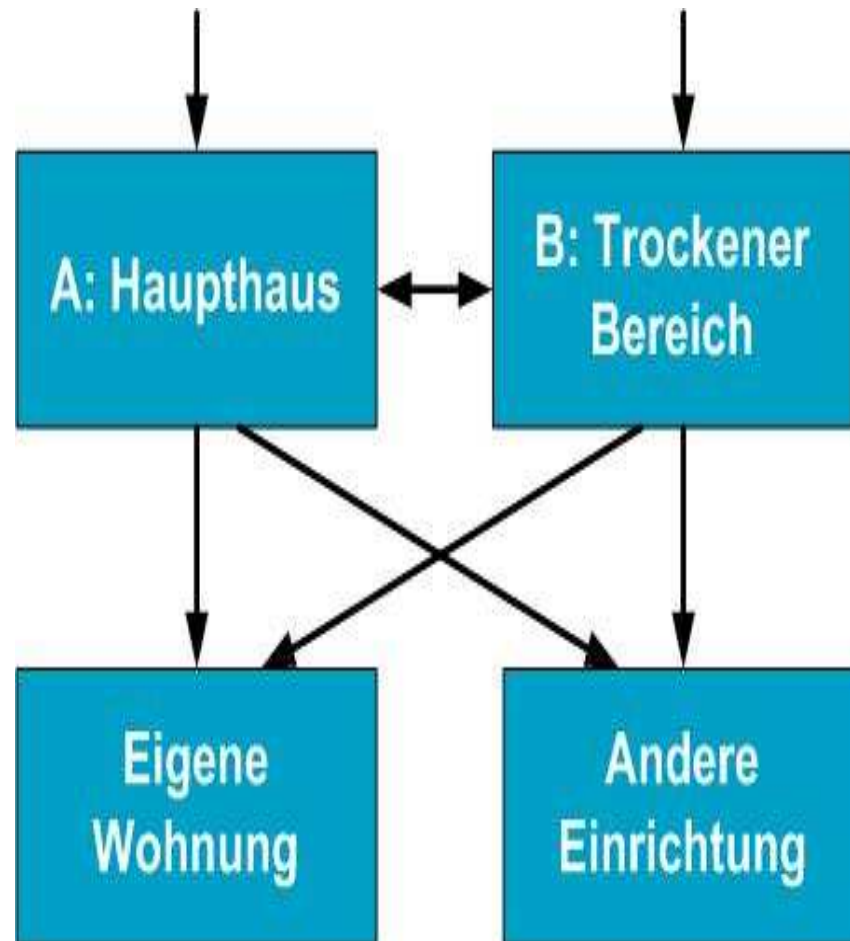 A: Haupthaus
B: Trockener
Bereich
Eigene
Wohnung
Andere
Einrichtung